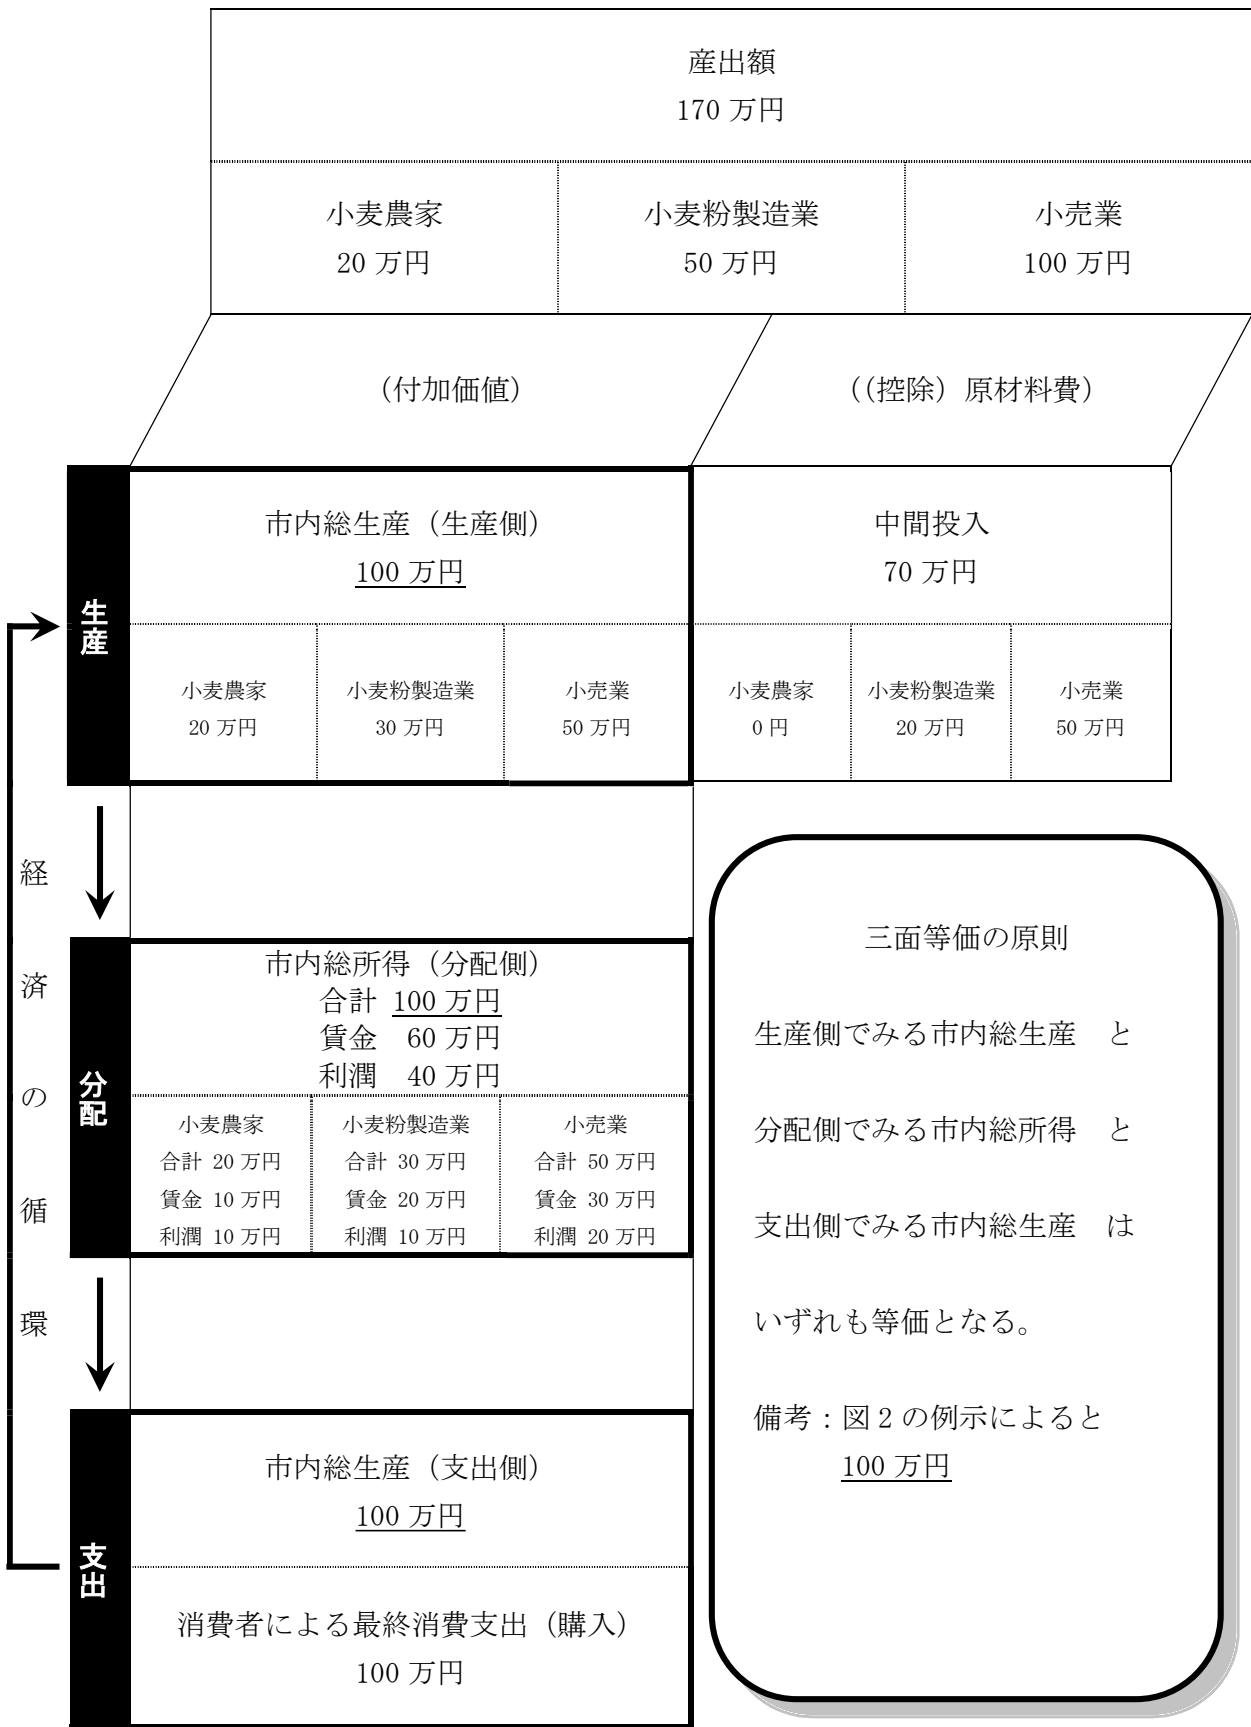 産出額
170 万円
小麦農家
20 万円
小麦粉製造業
50 万円
小売業
100 万円
(付加価値)
((控除) 原材料費)
生産
市内総生産 (生産側)
100 万円
小麦農家
20 万円
小麦粉製造業
30 万円
小売業
50 万円
中間投入
70 万円
小麦農家
0 円
小麦粉製造業
20 万円
小売業
50 万円
経済の循環
分配
市内総所得 (分配側)
合計 100 万円
賃金 60 万円
利潤 40 万円
小麦農家
合計 20 万円
賃金 10 万円
利潤 10 万円
小麦粉製造業
合計 30 万円
賃金 20 万円
利潤 10 万円
小売業
合計 50 万円
賃金 30 万円
利潤 20 万円
支出
市内総生産 (支出側)
100 万円
消費者による最終消費支出 (購入)
100 万円
三面等価の原則
生産側でみる市内総生産 と
分配側でみる市内総所得 と
支出側でみる市内総生産 は
いずれも等価となる。
備考：図 2 の例示によると
100 万円